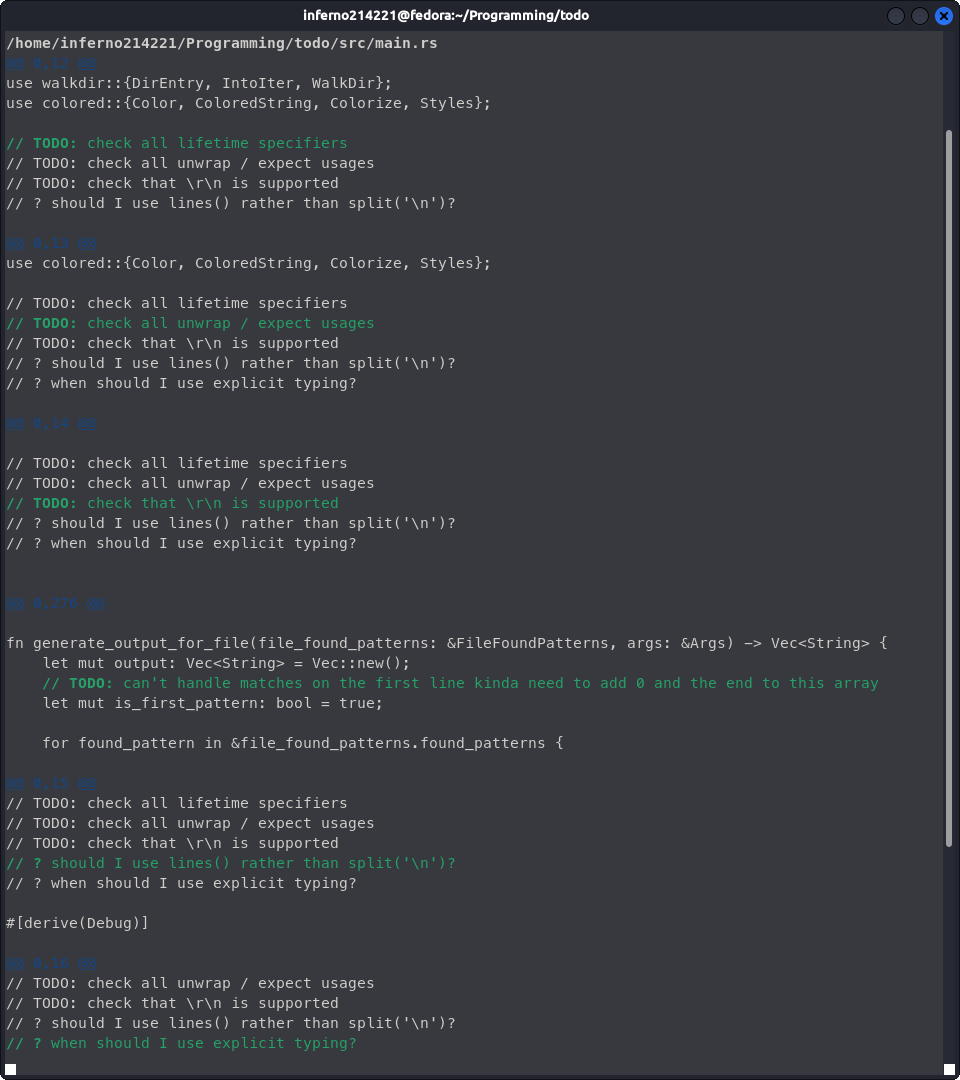 inferno214221@fedora:~/Programming/todo
/home/inferno214221/Programming/todo/src/main.rs
@@ 0,12 @@
use walkdir::{DirEntry, IntoIter, WalkDir};
use colored::{Color, ColoredString, Colorize, Styles};
// TODO: check all lifetime specifiers
// TODO: check all unwrap / expect usages
// TODO: check that \r\n is supported
// ? should I use lines() rather than split('\n')?
@@ 0,13 @@
use colored::{Color, ColoredString, Colorize, Styles};
// TODO: check all lifetime specifiers
// TODO: check all unwrap / expect usages
// TODO: check that \r\n is supported
// ? should I use lines() rather than split('\n')?
// ? when should I use explicit typing?
@@ 0,14 @@
// TODO: check all lifetime specifiers
// TODO: check all unwrap / expect usages
// TODO: check that \r\n is supported
// ? should I use lines() rather than split('\n')?
// ? when should I use explicit typing?
@@ 0,276 @@
fn generate_output_for_file(file_found_patterns: &FileFoundPatterns, args: &Args) -> Vec<String> {
    let mut output: Vec<String> = Vec::new();
    // TODO: can't handle matches on the first line kinda need to add 0 and the end to this array
    let mut is_first_pattern: bool = true;
    for found_pattern in &file_found_patterns.found_patterns {
@@ 0,15 @@
// TODO: check all lifetime specifiers
// TODO: check all unwrap / expect usages
// TODO: check that \r\n is supported
// ? should I use lines() rather than split('\n')?
// ? when should I use explicit typing?
#[derive(Debug)]
@@ 0,16 @@
// TODO: check all unwrap / expect usages
// TODO: check that \r\n is supported
// ? should I use lines() rather than split('\n')?
// ? when should I use explicit typing?